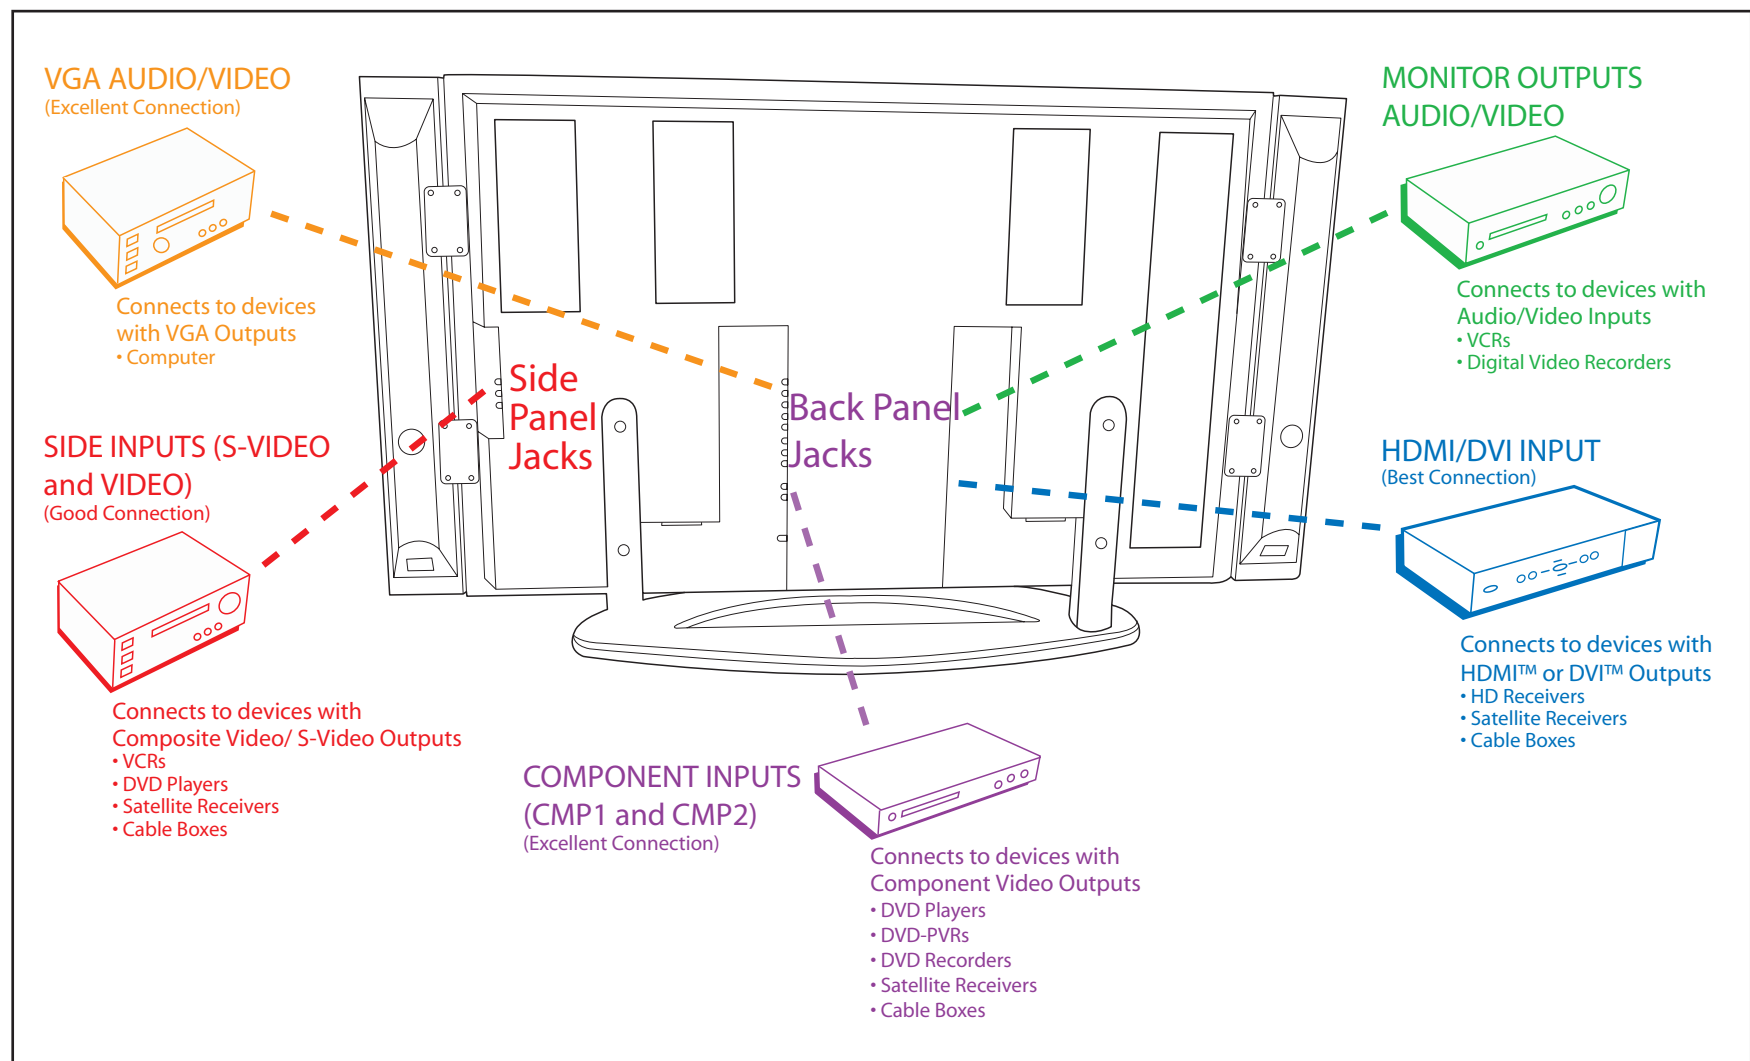 VGA AUDIO/VIDEO
(Excellent Connection)
Connects to devices
with VGA Outputs
• Computer
SIDE INPUTS (S-VIDEO
and VIDEO)
(Good Connection)
Connects to devices with
Composite Video/ S-Video Outputs
• VCRs
• DVD Players
• Satellite Receivers
• Cable Boxes
Side
Panel
Jacks
Back Panel
Jacks
COMPONENT INPUTS
(CMP1 and CMP2)
(Excellent Connection)
Connects to devices with
Component Video Outputs
• DVD Players
• DVD-PVRs
• DVD Recorders
• Satellite Receivers
• Cable Boxes
MONITOR OUTPUTS
AUDIO/VIDEO
Connects to devices with
Audio/Video Inputs
• VCRs
• Digital Video Recorders
HDMI/DVI INPUT
(Best Connection)
Connects to devices with
HDMI™ or DVI™ Outputs
• HD Receivers
• Satellite Receivers
• Cable Boxes